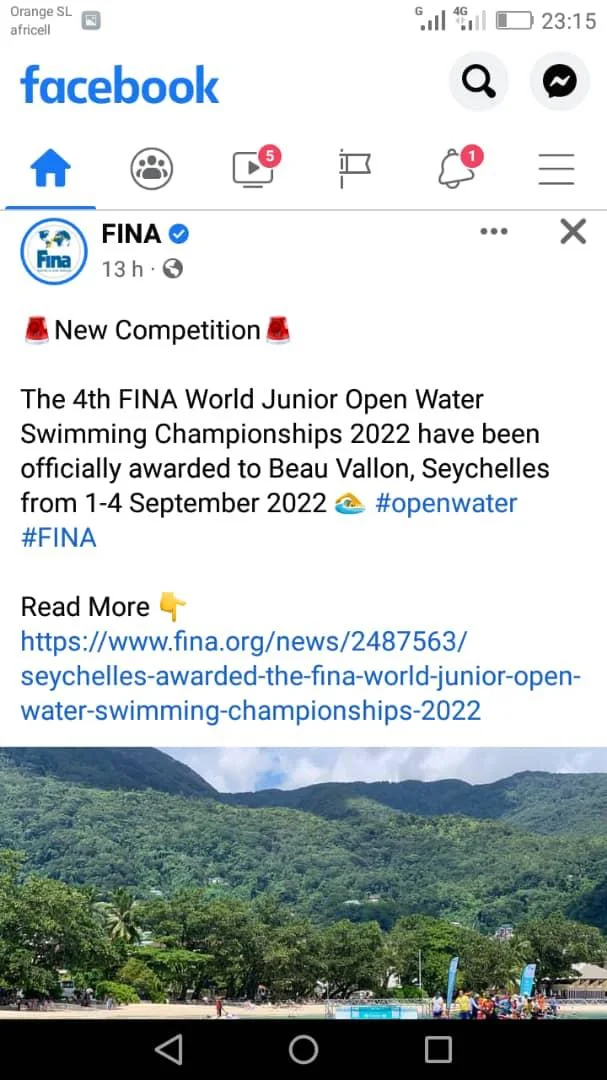 Orange SL
africell
G
4G
23:15
facebook
5
1
Fina
FINA
13 h ·
🚨New Competition🚨
The 4th FINA World Junior Open Water
Swimming Championships 2022 have been
officially awarded to Beau Vallon, Seychelles
from 1-4 September 2022 🏊 #openwater
#FINA
Read More 👇
https://www.fina.org/news/2487563/
seychelles-awarded-the-fina-world-junior-open-
water-swimming-championships-2022